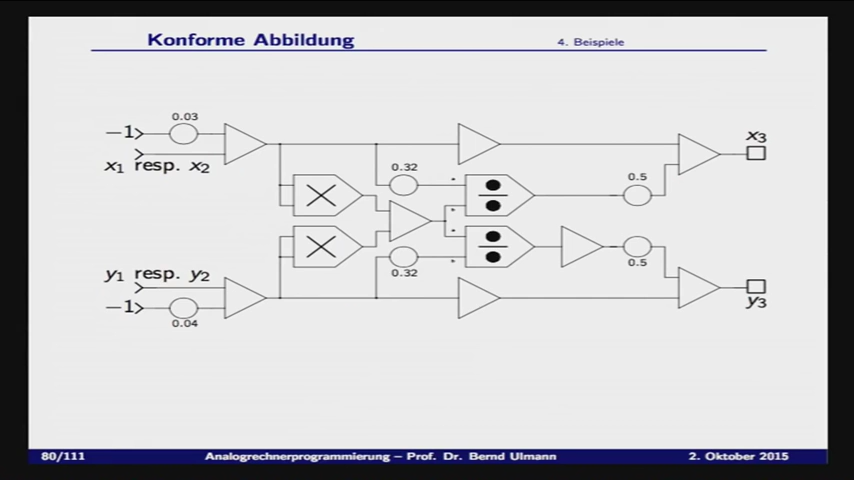 Konforme Abbildung
4. Beispiele
0.03
−1
x₁ resp. x₂
x₃
0.32
0.5
y₁ resp. y₂
0.32
0.5
−1
y₃
0.04
80/111
Analogrechnerprogrammierung – Prof. Dr. Bernd Ulmann
2. Oktober 2015